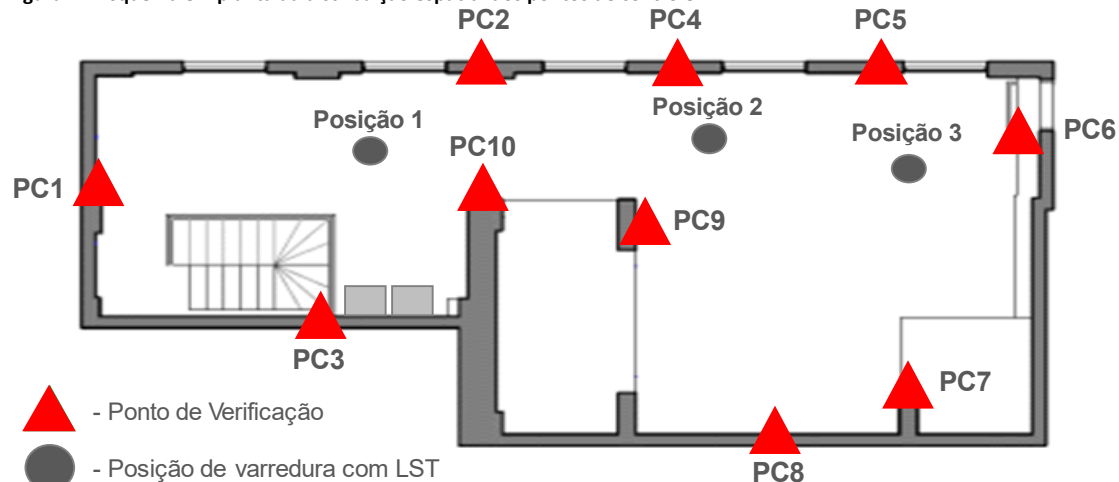 PC2
PC4
PC5
Posição 1
Posição 2
Posição 3
PC6
PC10
PC1
PC9
PC3
PC7
- Ponto de Verificação
PC8
- Posição de varredura com LST